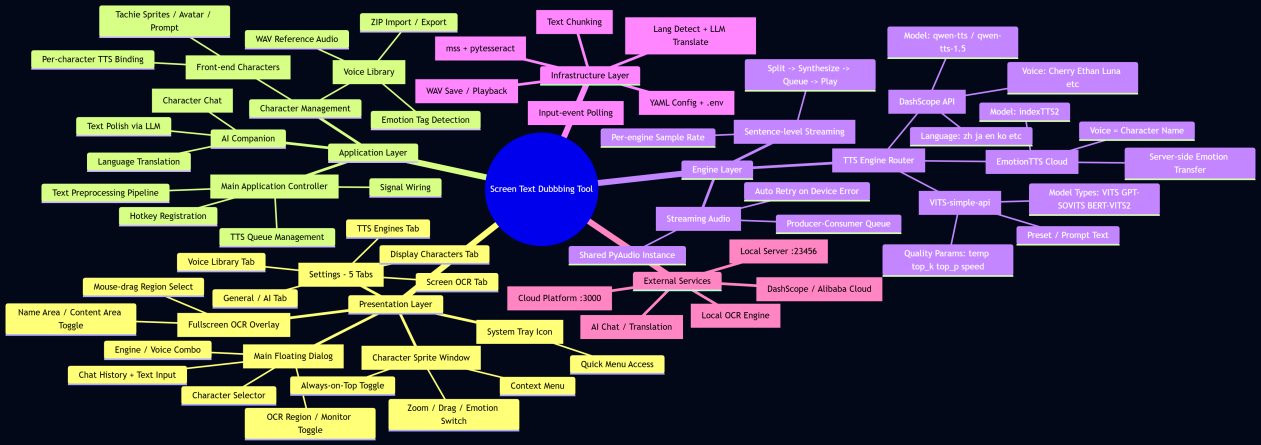 Screen Text Dubbbing Tool
Application Layer
Character Management
Front-end Characters
Tachie Sprites / Avatar /
Prompt
Per-character TTS Binding
Voice Library
WAV Reference Audio
ZIP Import / Export
Emotion Tag Detection
AI Companion
Character Chat
Text Polish via LLM
Language Translation
Main Application Controller
Text Preprocessing Pipeline
Hotkey Registration
TTS Queue Management
Signal Wiring
Presentation Layer
Settings - 5 Tabs
TTS Engines Tab
Display Characters Tab
Voice Library Tab
Screen OCR Tab
General / AI Tab
Fullscreen OCR Overlay
Mouse-drag Region Select
Name Area / Content Area
Toggle
Main Floating Dialog
Engine / Voice Combo
Chat History + Text Input
Character Selector
OCR Region / Monitor
Toggle
Character Sprite Window
Always-on-Top Toggle
Zoom / Drag / Emotion
Switch
Context Menu
System Tray Icon
Quick Menu Access
Infrastructure Layer
Text Chunking
mss + pytesseract
Lang Detect + LLM
Translate
WAV Save / Playback
YAML Config + .env
Input-event Polling
Engine Layer
Sentence-level Streaming
Split -> Synthesize ->
Queue -> Play
Per-engine Sample Rate
Streaming Audio
Auto Retry on Device Error
Producer-Consumer Queue
Shared PyAudio Instance
TTS Engine Router
DashScope API
Model: qwen-tts / qwen-
tts-1.5
Voice: Cherry Ethan Luna
etc
Language: zh ja en ko etc
EmotionTTS Cloud
Model: indexTTS2
Voice = Character Name
Server-side Emotion
Transfer
VITS-simple-api
Model Types: VITS GPT-
SOVITS BERT-VITS2
Preset / Prompt Text
Quality Params: temp
top_k top_p speed
External Services
Local Server :23456
DashScope / Alibaba Cloud
Cloud Platform :3000
Local OCR Engine
AI Chat / Translation